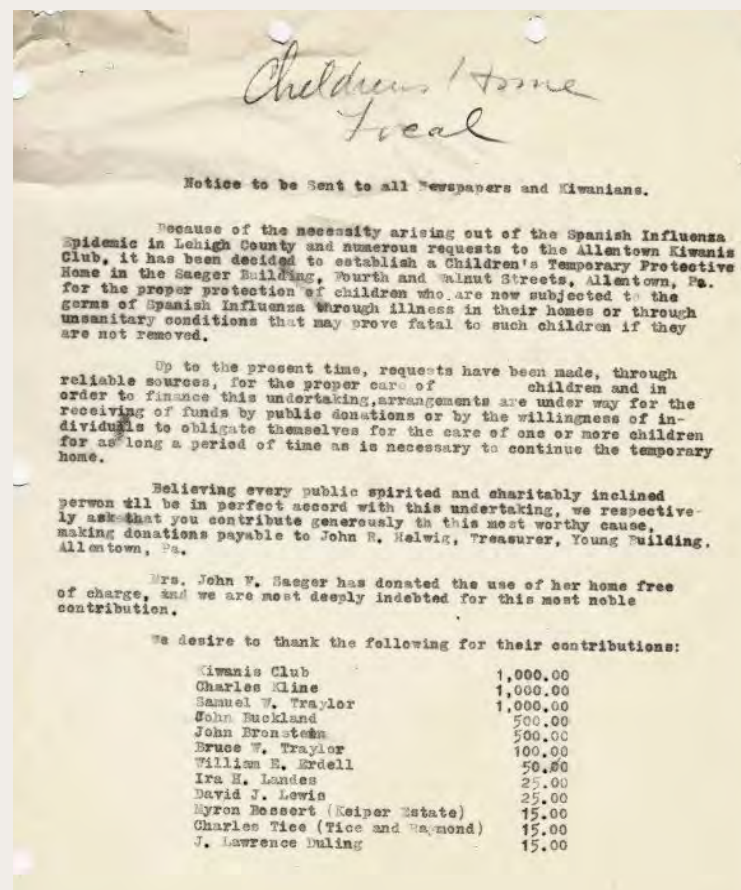 Childrens Home
Local
Notice to be Sent to all Newspapers and Kiwanians.
Because of the necessity arising out of the Spanish Influenza
Epidemic in Lehigh County and numerous requests to the Allentown Kiwanis
Club, it has been decided to establish a Children's Temporary Protective
Home in the Saeger Building, Fourth and Walnut Streets, Allentown, Pa.
for the proper protection of children who are now subjected to the
germs of Spanish Influenza through illness in their homes or through
unsanitary conditions that may prove fatal to such children if they
are not removed.
Up to the present time, requests have been made, through
reliable sources, for the proper care of children and in
order to finance this undertaking,arrangements are under way for the
receiving of funds by public donations or by the willingness of in-
dividuals to obligate themselves for the care of one or more children
for as long a period of time as is necessary to continue the temporary
home.
Believing every public spirited and charitably inclined
person will be in perfect accord with this undertaking, we respective-
ly ask that you contribute generously th this most worthy cause,
making donations payable to John R. Helwig, Treasurer, Young Building,
Allentown, Pa.
Mrs. John W. Saeger has donated the use of her home free
of charge, and we are most deeply indebted for this most noble
contribution.
We desire to thank the following for their contributions:
Kiwanis Club 1,000.00
Charles Kline 1,000.00
Samuel W. Traylor 1,000.00
John Buckland 500.00
John Bronstein 500.00
Bruce W. Traylor 100.00
William E. Erdell 50.00
Ira H. Landes 25.00
David J. Lewis 25.00
Myron Bossert (Keiper Estate) 15.00
Charles Tice (Tice and Raymond) 15.00
J. Lawrence Duling 15.00